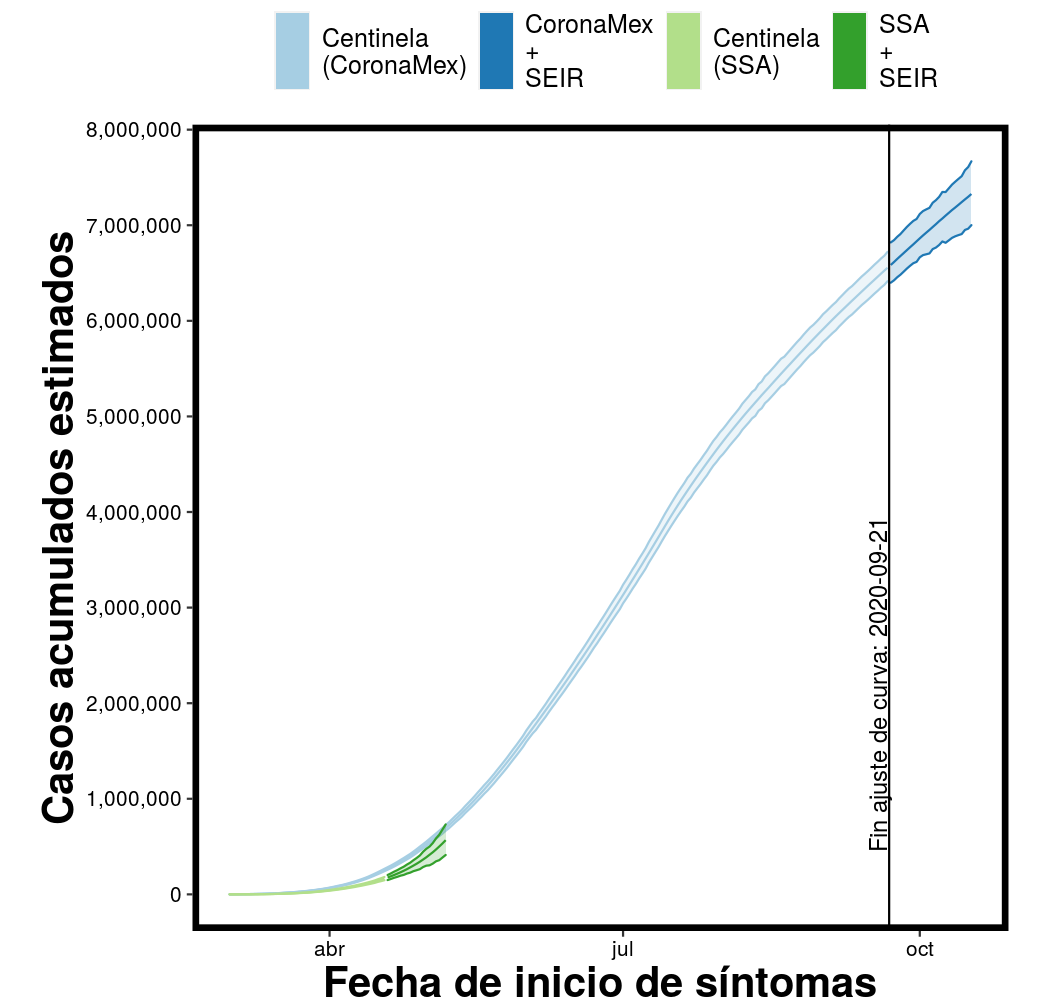 Centinela
(CoronaMex)
CoronaMex
+
SEIR
Centinela
(SSA)
SSA
+
SEIR
Casos acumulados estimados
8,000,000
7,000,000
6,000,000
5,000,000
4,000,000
3,000,000
2,000,000
1,000,000
0
Fin ajuste de curva: 2020-09-21
abr
jul
oct
Fecha de inicio de síntomas